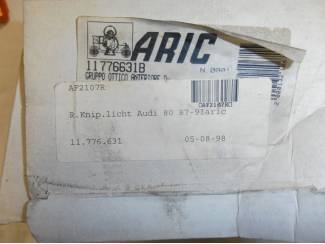 ARIC
11776631B
GRUPPO OTTICO ANTERIORE D
AF2107R
R.Knip.licht Audi 80 87-91aric
11.776.631 05-08-98